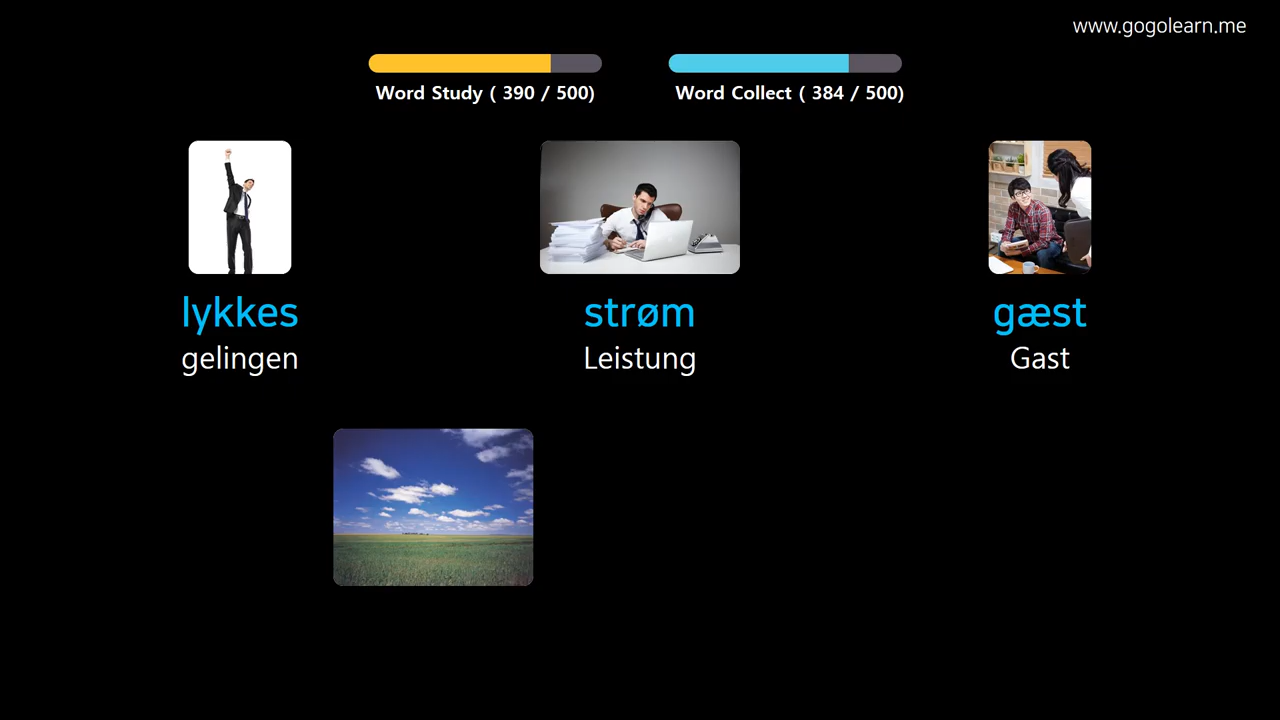 www.gogolearn.me
Word Study ( 390 / 500)
Word Collect ( 384 / 500)
lykkes
gelingen
strøm
Leistung
gæst
Gast